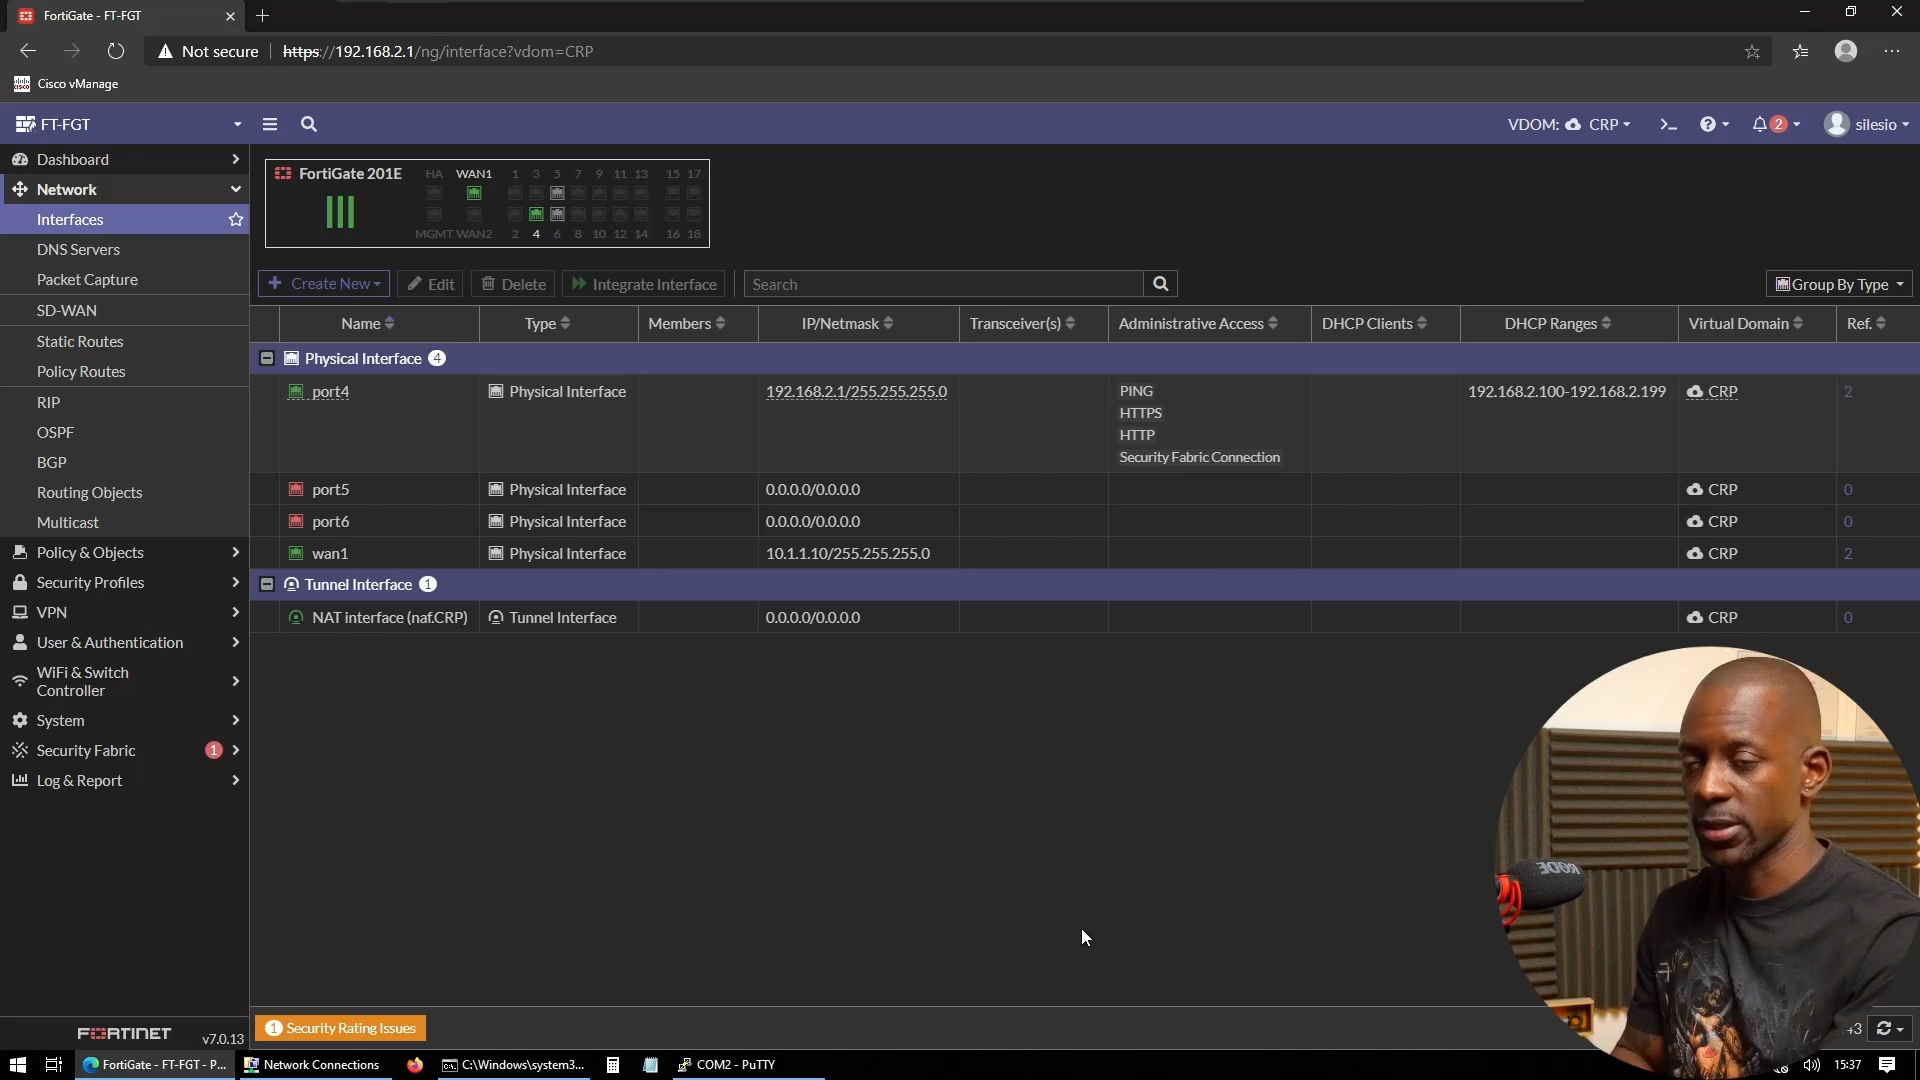 FortiGate - FT-FGT
Not secure
https://192.168.2.1/ng/interface?vdom=CRP
Cisco vManage
FT-FGT
VDOM: CRP
2
silesio
Dashboard
Network
Interfaces
DNS Servers
Packet Capture
SD-WAN
Static Routes
Policy Routes
RIP
OSPF
BGP
Routing Objects
Multicast
Policy & Objects
Security Profiles
VPN
User & Authentication
WiFi & Switch
Controller
System
Security Fabric 1
Log & Report
FORTINET v7.0.13
FortiGate 201E
HA WAN1 1 3 5 7 9 11 13 15 17
MGMT WAN2 2 4 6 8 10 12 14 16 18
Create New Edit Delete Integrate Interface Search Group By Type
Name Type Members IP/Netmask Transceiver(s) Administrative Access DHCP Clients DHCP Ranges Virtual Domain Ref.
Physical Interface 4
port4 Physical Interface 192.168.2.1/255.255.255.0 PING 192.168.2.100-192.168.2.199 CRP 2
HTTPS
HTTP
Security Fabric Connection
port5 Physical Interface 0.0.0.0/0.0.0.0 CRP 0
port6 Physical Interface 0.0.0.0/0.0.0.0 CRP 0
wan1 Physical Interface 10.1.1.10/255.255.255.0 CRP 2
Tunnel Interface 1
NAT interface (naf.CRP) Tunnel Interface 0.0.0.0/0.0.0.0 CRP 0
RODE
1 Security Rating Issues
+3
FortiGate - FT-FGT - P...
Network Connections
C:\Windows\system3...
COM2 - PuTTY
15:37